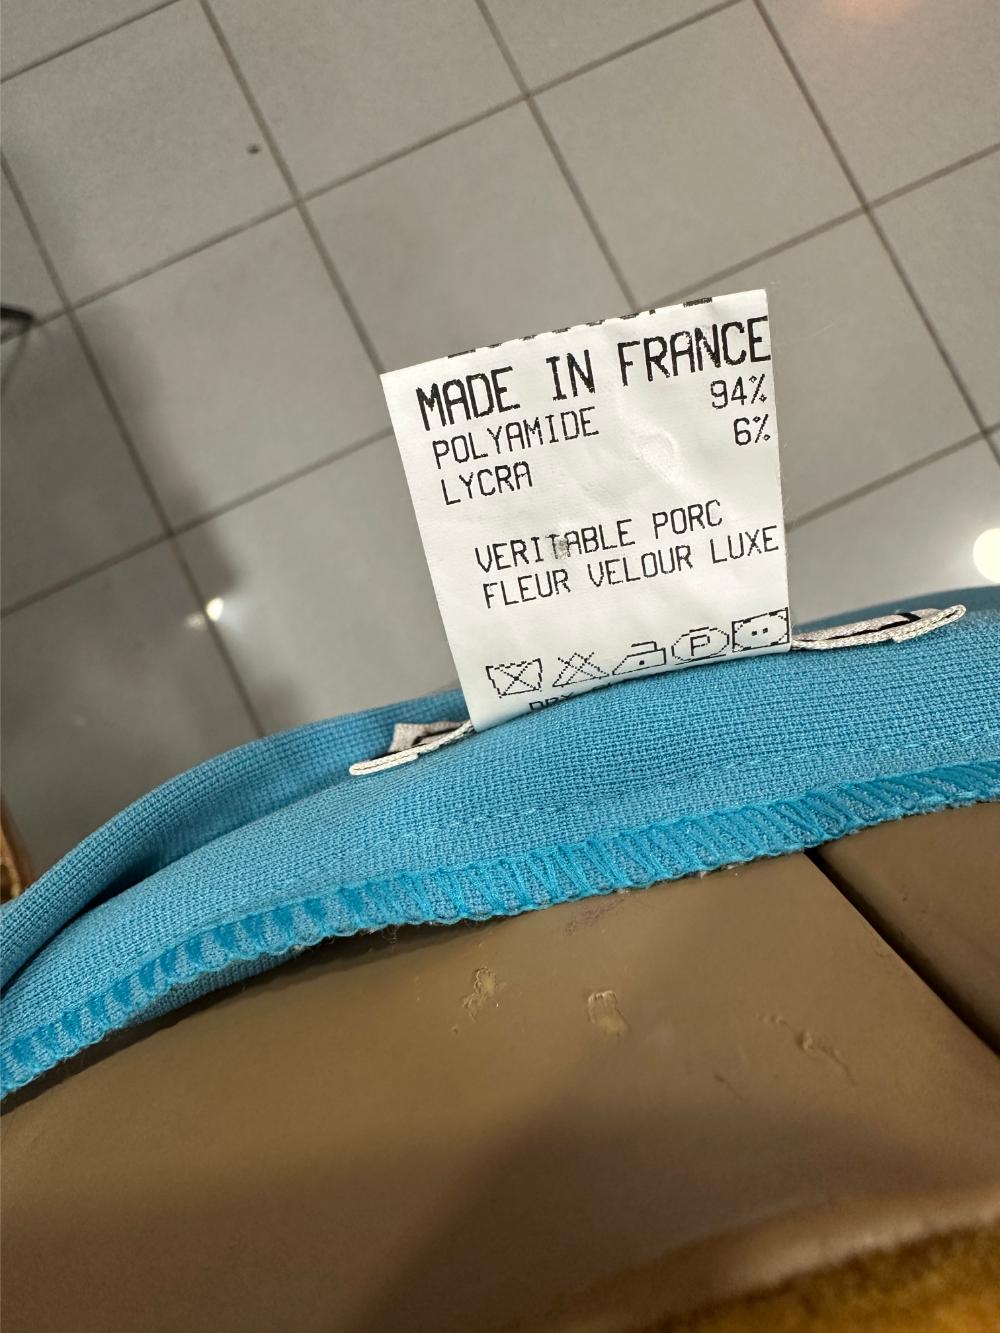 MADE IN FRANCE
POLYAMIDE 94%
LYCRA 6%
VERITABLE PORC
FLEUR VELOUR LUXE
P